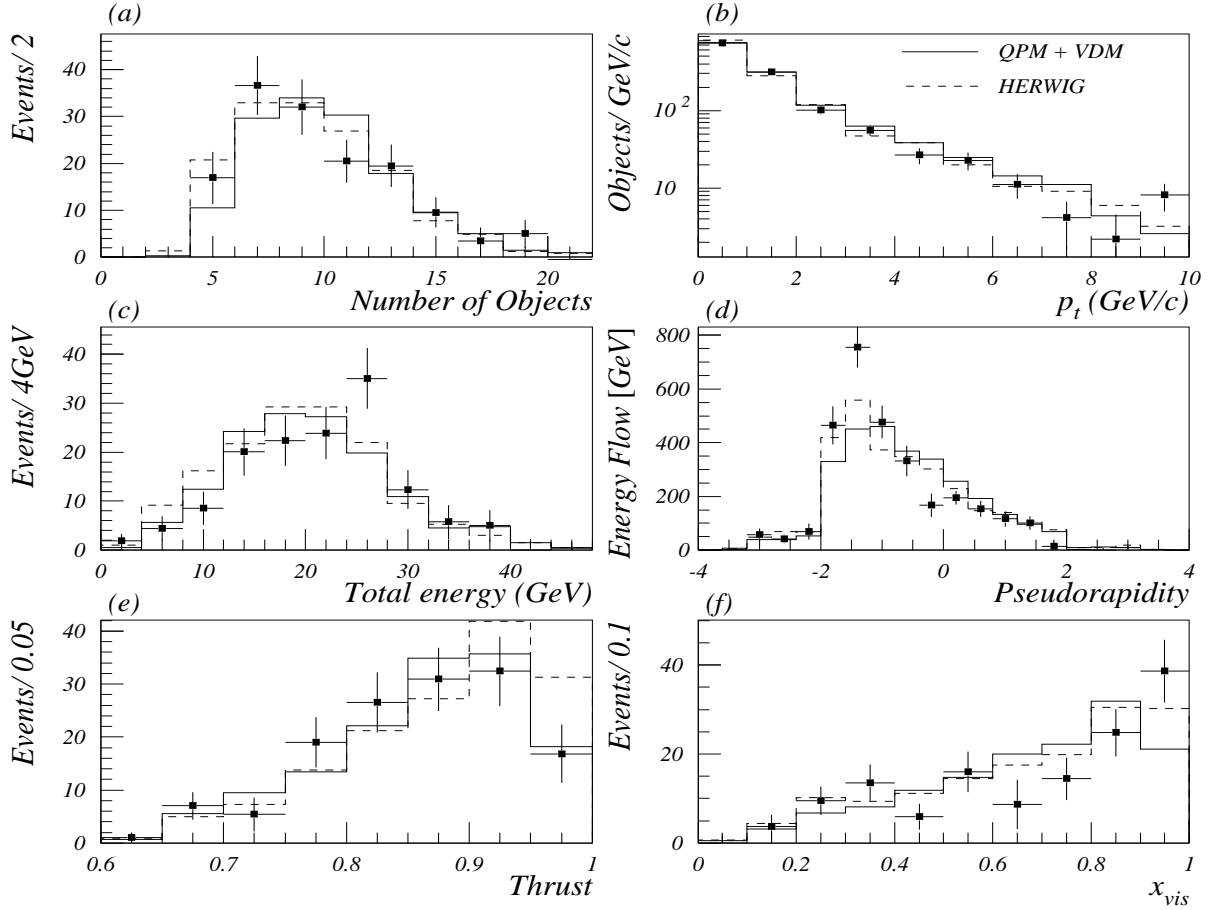 (a)
Events/ 2
40
30
20
10
0
5
10
15
20
Number of Objects
(b)
Objects/ GeV/c
10²
10
0
2
4
6
8
10
p_t (GeV/c)
QPM + VDM
HERWIG
(c)
Events/ 4GeV
40
30
20
10
0
10
20
30
40
Total energy (GeV)
(d)
Energy Flow [GeV]
800
600
400
200
0
-4
-2
0
2
4
Pseudorapidity
(e)
Events/ 0.05
40
30
20
10
0
0.6
0.7
0.8
0.9
1
Thrust
(f)
Events/ 0.1
40
20
0
0
0.2
0.4
0.6
0.8
1
x_vis